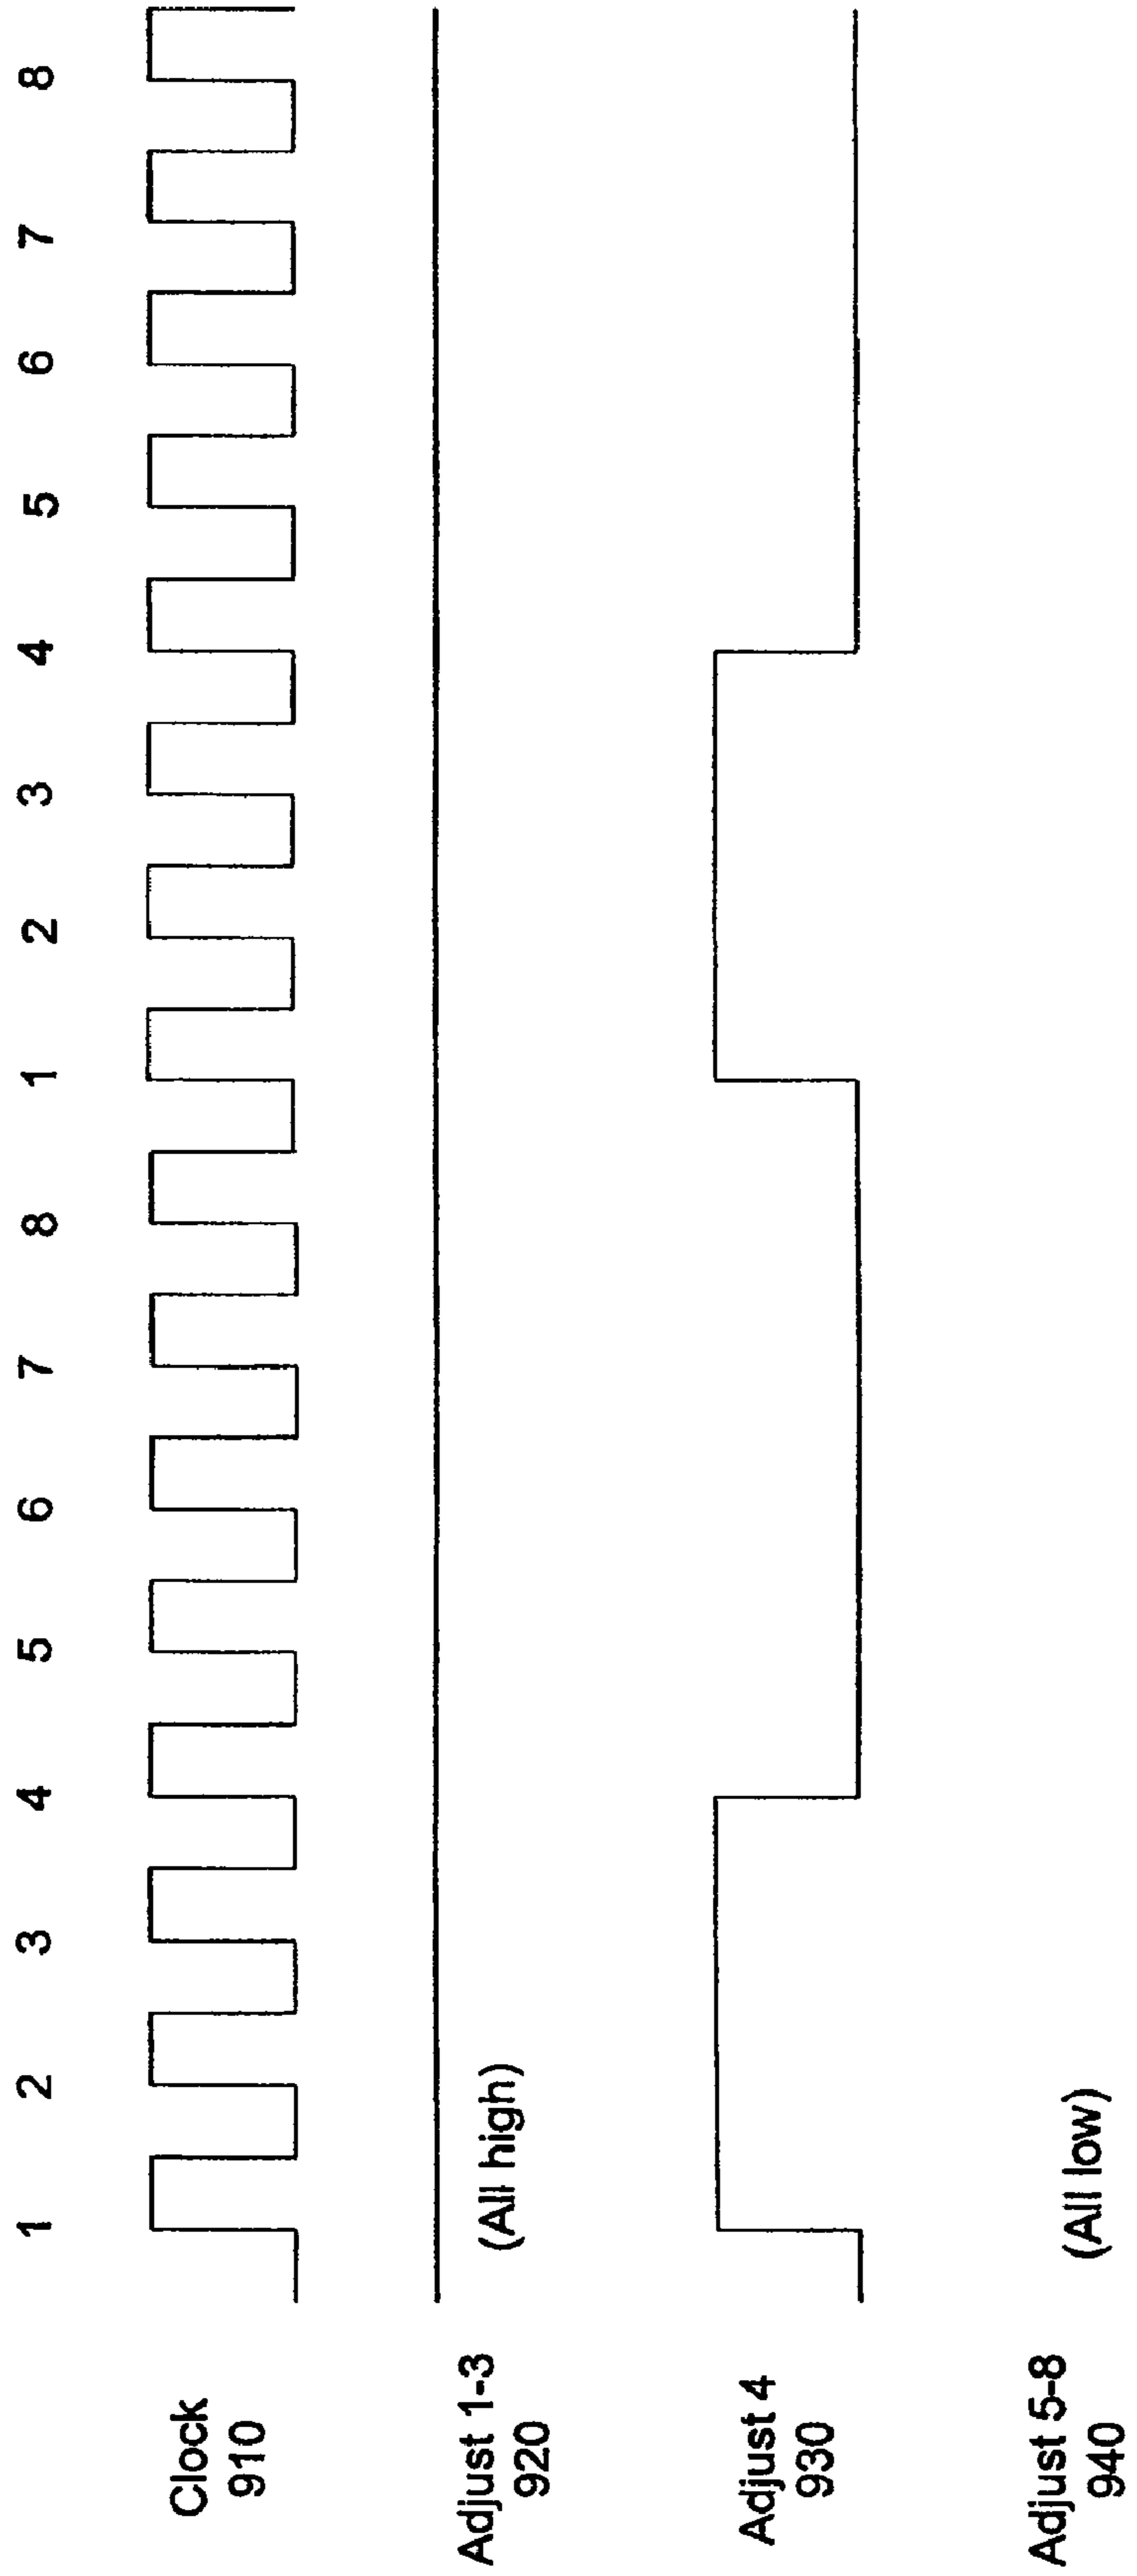 1 2 3 4 5 6 7 8 1 2 3 4 5 6 7 8
Clock
910
Adjust 1-3
920
(All high)
Adjust 4
930
Adjust 5-8
940
(All low)